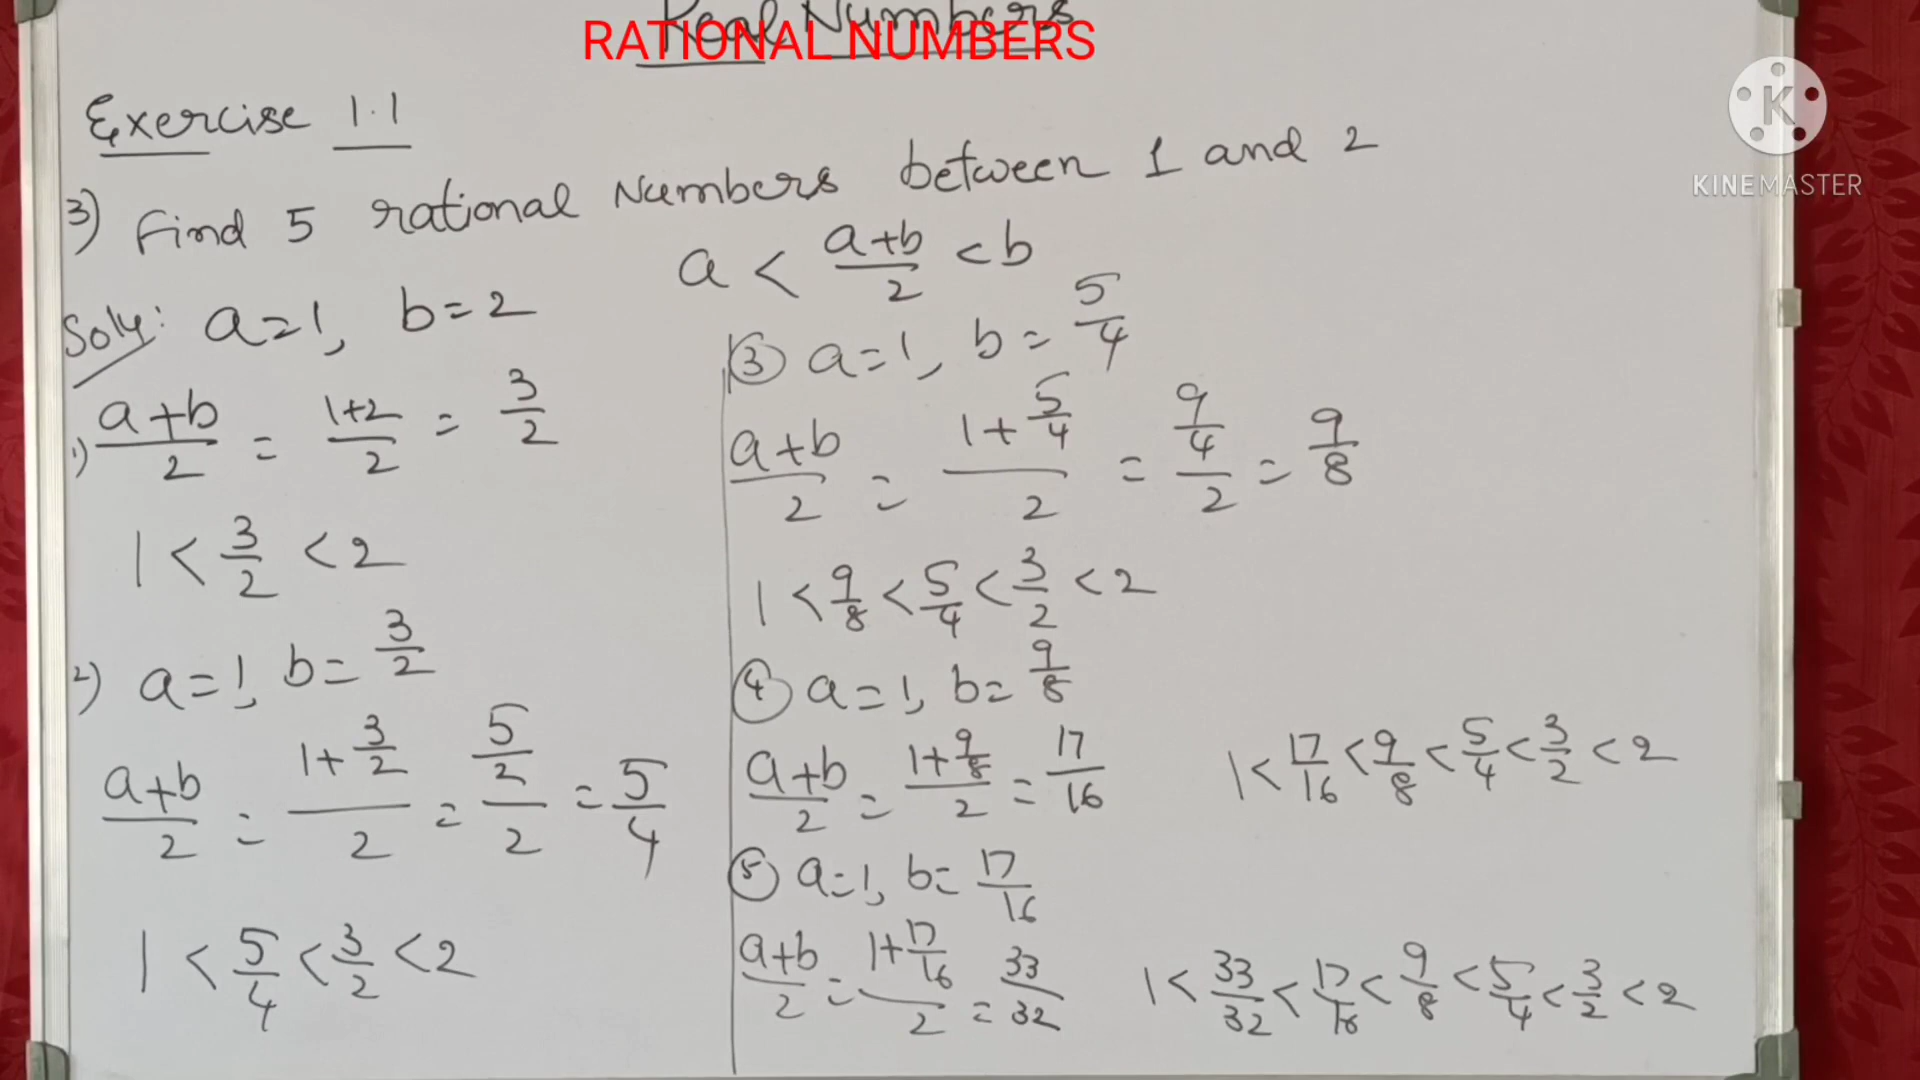 Real Numbers
RATIONAL NUMBERS
KINEMASTER
Exercise 1.1
3) Find 5 rational Numbers between 1 and 2
a < (a+b)/2 < b
Soln: a=1, b=2
1) (a+b)/2 = (1+2)/2 = 3/2
1 < 3/2 < 2
2) a=1, b= 3/2
(a+b)/2 = (1+3/2)/2 = (5/2)/2 = 5/4
1 < 5/4 < 3/2 < 2
③ a=1, b= 5/4
(a+b)/2 = (1+5/4)/2 = (9/4)/2 = 9/8
1 < 9/8 < 5/4 < 3/2 < 2
④ a=1, b= 9/8
(a+b)/2 = (1+9/8)/2 = 17/16
1 < 17/16 < 9/8 < 5/4 < 3/2 < 2
⑤ a=1, b= 17/16
(a+b)/2 = (1+17/16)/2 = 33/32
1 < 33/32 < 17/16 < 9/8 < 5/4 < 3/2 < 2